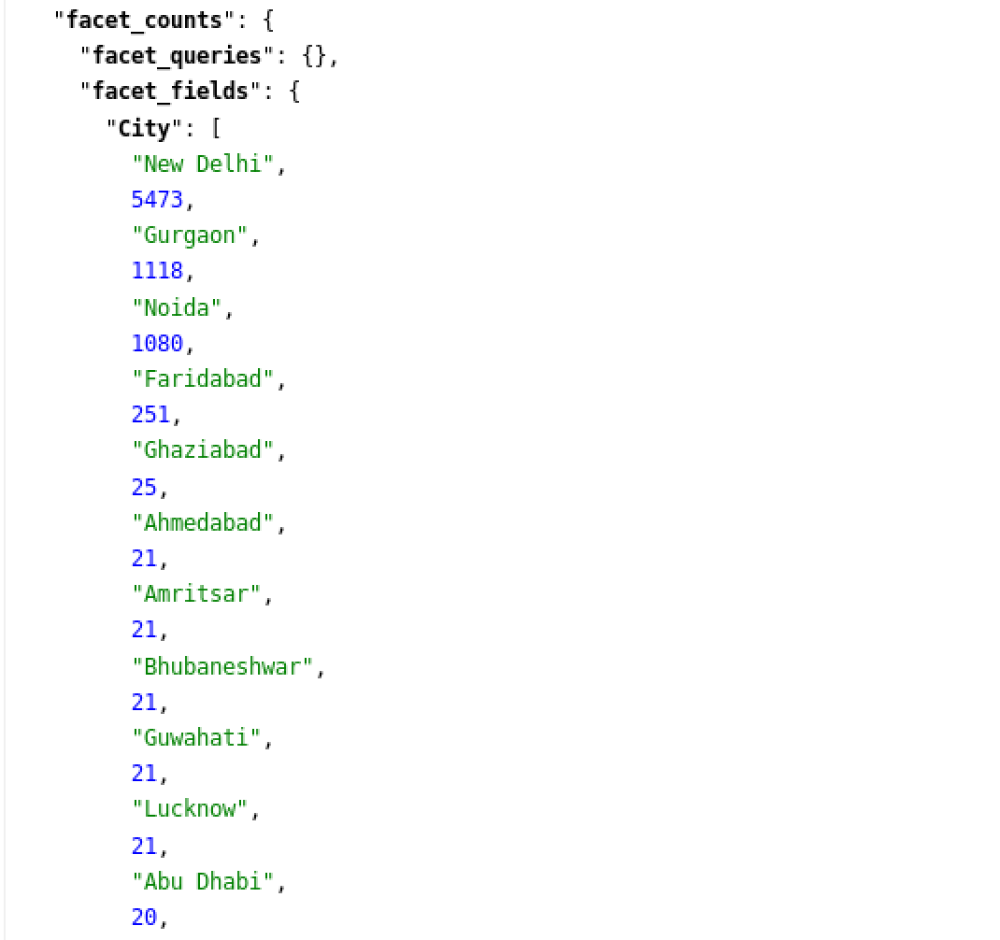 "facet_counts": {
"facet_queries": {},
"facet_fields": {
"City": [
"New Delhi",
5473,
"Gurgaon",
1118,
"Noida",
1080,
"Faridabad",
251,
"Ghaziabad",
25,
"Ahmedabad",
21,
"Amritsar",
21,
"Bhubaneshwar",
21,
"Guwahati",
21,
"Lucknow",
21,
"Abu Dhabi",
20,